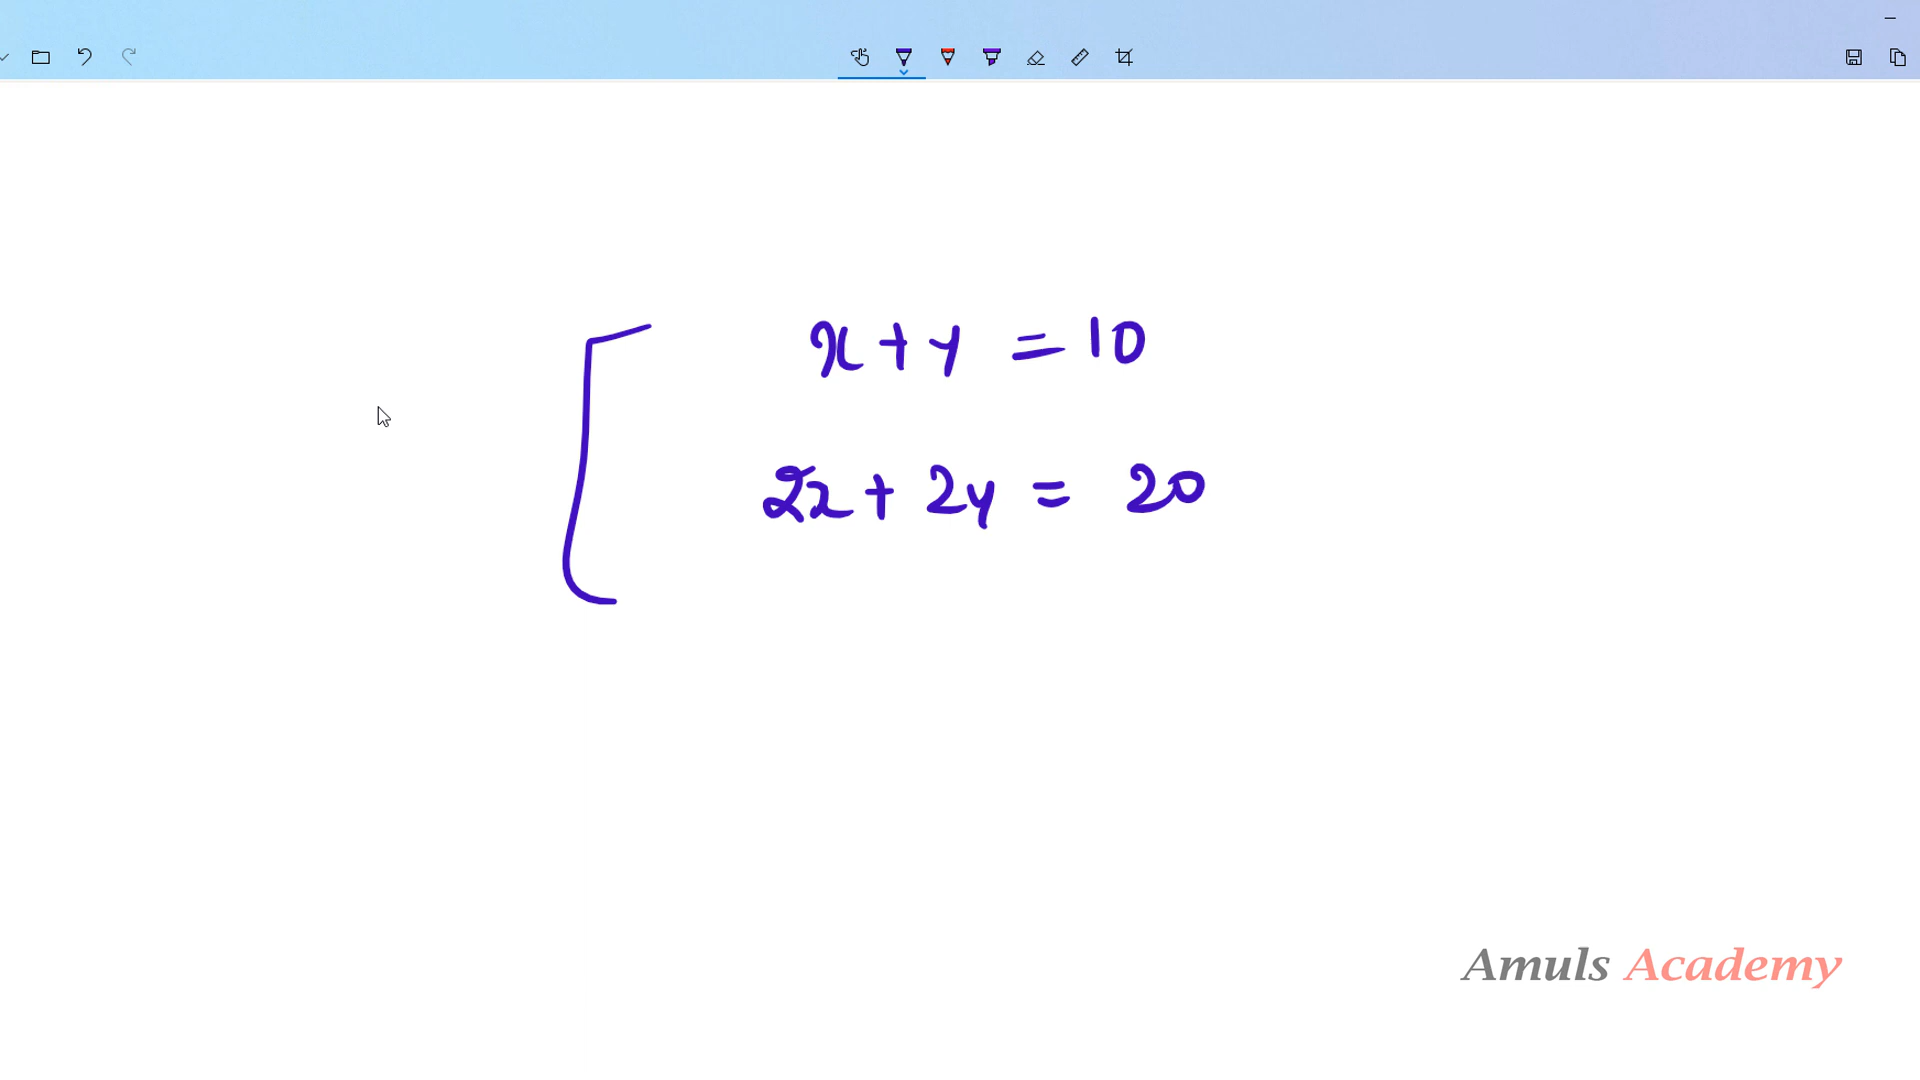 x + y = 10
2x + 2y = 20
Amuls Academy